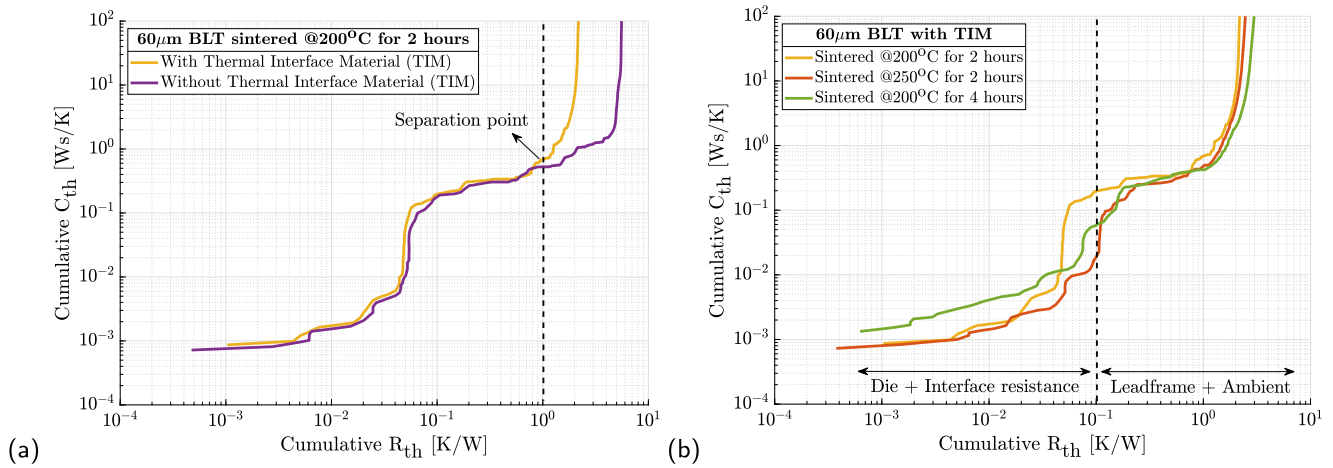 60μm BLT sintered @200°C for 2 hours
With Thermal Interface Material (TIM)
Without Thermal Interface Material (TIM)
Separation point
Cumulative C_th [Ws/K]
10^2
10^1
10^0
10^-1
10^-2
10^-3
10^-4
10^-4
10^-3
10^-2
10^-1
10^0
10^1
Cumulative R_th [K/W]
(a)
60μm BLT with TIM
Sintered @200°C for 2 hours
Sintered @250°C for 2 hours
Sintered @200°C for 4 hours
Cumulative C_th [Ws/K]
10^2
10^1
10^0
10^-1
10^-2
10^-3
10^-4
Die + Interface resistance
Leadframe + Ambient
10^-4
10^-3
10^-2
10^-1
10^0
10^1
Cumulative R_th [K/W]
(b)